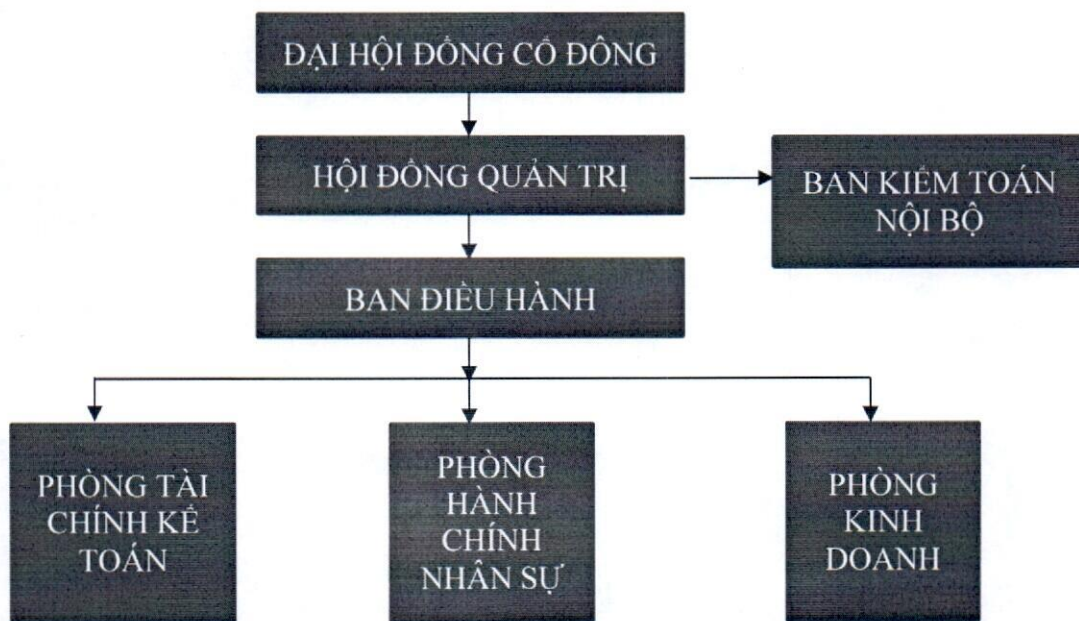 ĐẠI HỘI ĐỒNG CỔ ĐÔNG
HỘI ĐỒNG QUẢN TRỊ
BAN KIỂM TOÁN
NỘI BỘ
BAN ĐIỀU HÀNH
PHÒNG TÀI
CHÍNH KẾ
TOÁN
PHÒNG
HÀNH
CHÍNH
NHÂN SỰ
PHÒNG
KINH
DOANH